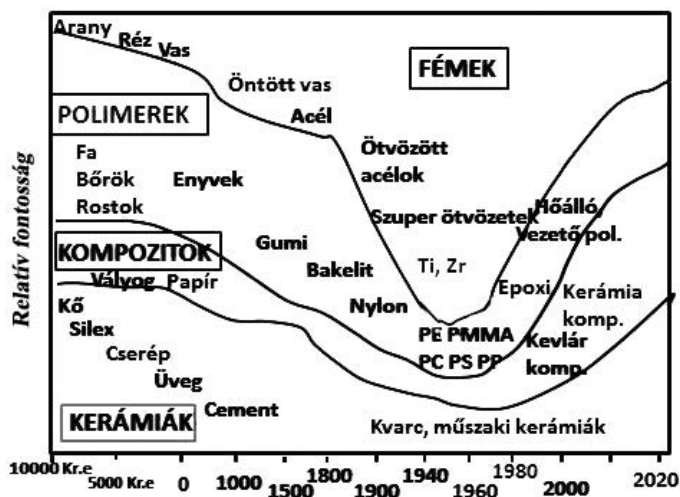 Arany
Réz
Vas
FÉMEK
Öntött vas
Acél
POLIMEREK
Ötvözött
acélok
Fa
Bőrök
Rostok
Enyvek
Szuper ötvözetek
Hőálló,
Vezető pol.
KOMPOZITOK
Gumi
Bakelit
Ti, Zr
Vályog
Papír
Nylon
Epoxi
Kerámia
komp.
Kő
Silex
Cserép
Üveg
Cement
PE PMMA
PC PS PP
Kevlár
komp.
KERÁMIÁK
Kvarc, műszaki kerámiák
Relatív fontosság
10000 Kr.e
5000 Kr.e
0
1000
1500
1800
1900
1940
1960
1980
2000
2020